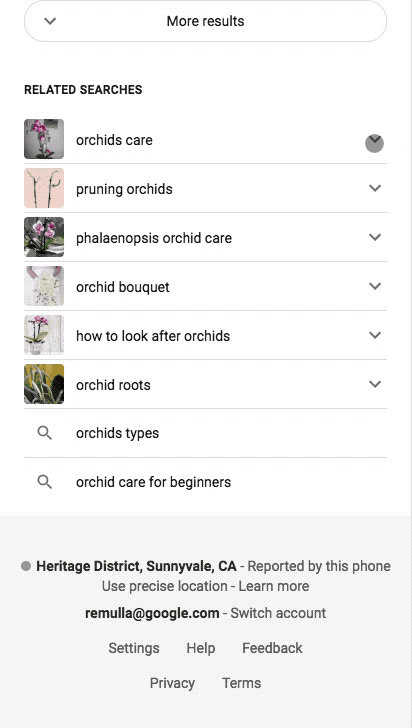 More results
RELATED SEARCHES
orchids care
pruning orchids
phalaenopsis orchid care
orchid bouquet
how to look after orchids
orchid roots
orchids types
orchid care for beginners
Heritage District, Sunnyvale, CA - Reported by this phone
Use precise location - Learn more
remulla@google.com - Switch account
Settings Help Feedback
Privacy Terms